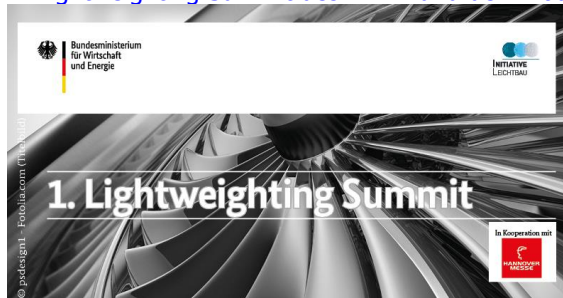 Bundesministerium
für Wirtschaft
und Energie
INITIATIVE
LEICHTBAU
© psdesign1 - Fotolia.com (Titelbild)
1. Lightweighting Summit
In Kooperation mit
HANNOVER
MESSE